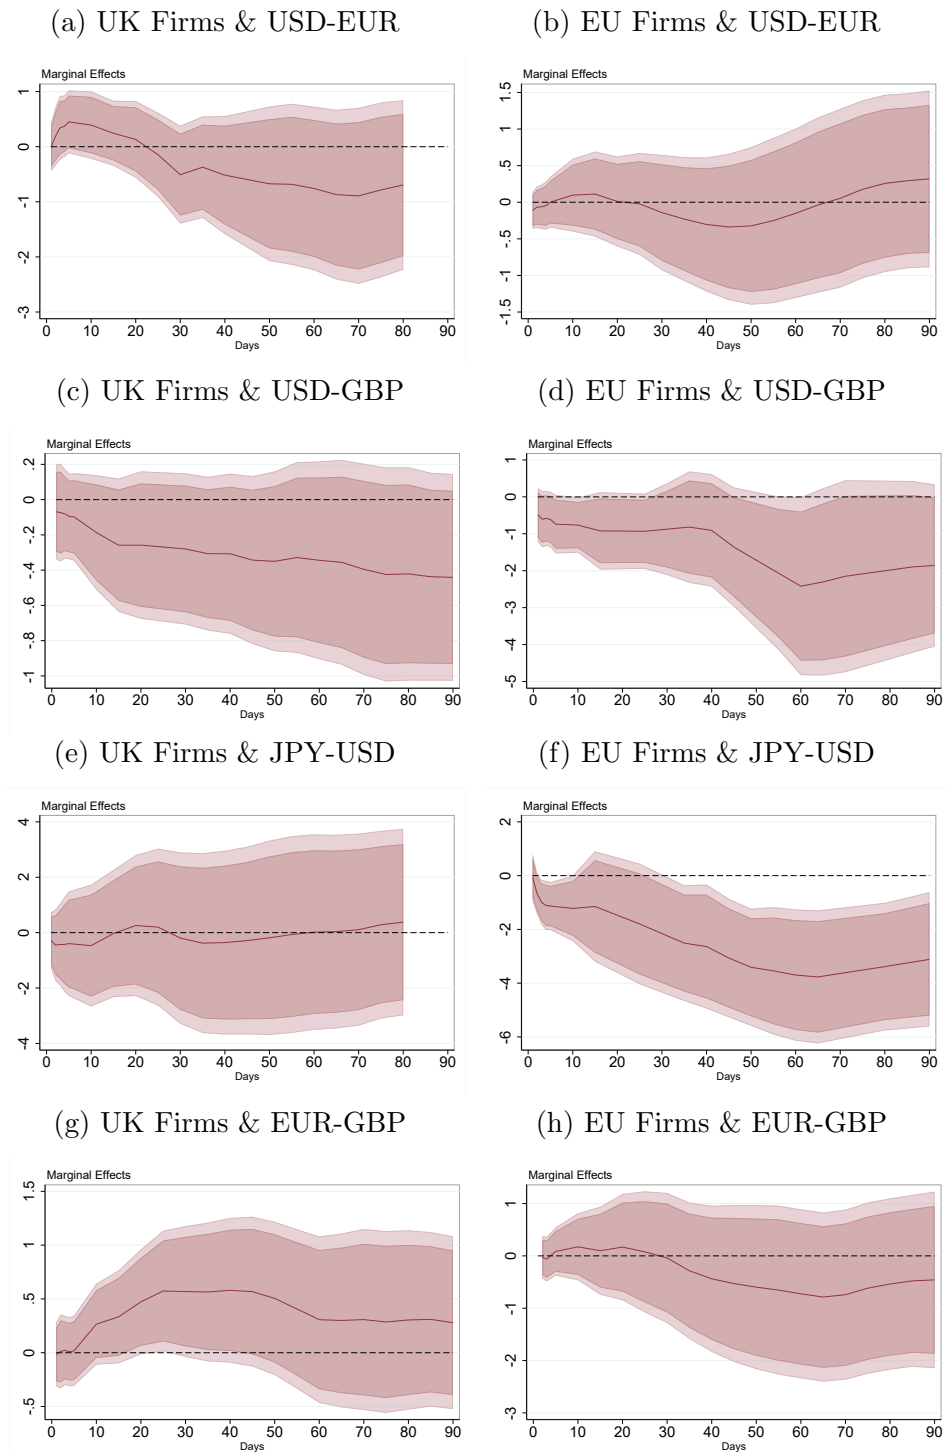 (a) UK Firms & USD-EUR
(b) EU Firms & USD-EUR
Marginal Effects
1
0
-1
-2
-3
0 10 20 30 40 50 60 70 80 90
Days
Marginal Effects
1.5
1
.5
0
-.5
-1
-1.5
0 10 20 30 40 50 60 70 80 90
Days
(c) UK Firms & USD-GBP
(d) EU Firms & USD-GBP
Marginal Effects
.2
0
-.2
-.4
-.6
-.8
-1
0 10 20 30 40 50 60 70 80 90
Days
Marginal Effects
1
0
-1
-2
-3
-4
-5
0 10 20 30 40 50 60 70 80 90
Days
(e) UK Firms & JPY-USD
(f) EU Firms & JPY-USD
Marginal Effects
4
2
0
-2
-4
0 10 20 30 40 50 60 70 80 90
Days
Marginal Effects
2
0
-2
-4
-6
0 10 20 30 40 50 60 70 80 90
Days
(g) UK Firms & EUR-GBP
(h) EU Firms & EUR-GBP
Marginal Effects
1.5
1
.5
0
-.5
0 10 20 30 40 50 60 70 80 90
Days
Marginal Effects
1
0
-1
-2
-3
0 10 20 30 40 50 60 70 80 90
Days